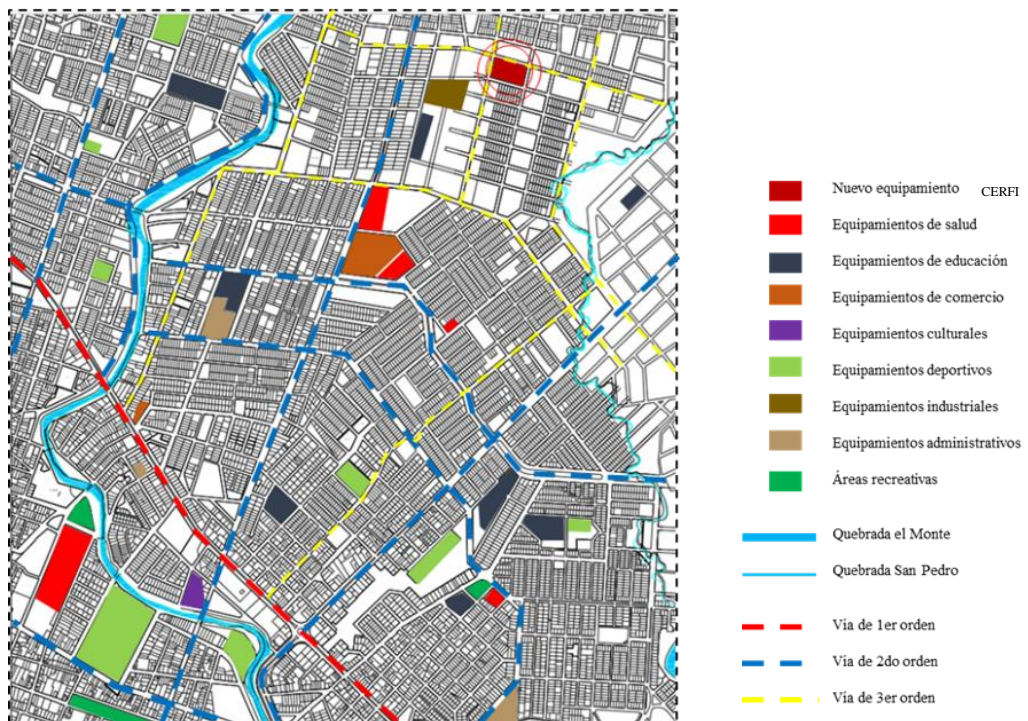 Nuevo equipamiento CERFI
Equipamientos de salud
Equipamientos de educación
Equipamientos de comercio
Equipamientos culturales
Equipamientos deportivos
Equipamientos industriales
Equipamientos administrativos
Áreas recreativas
Quebrada el Monte
Quebrada San Pedro
Vía de 1er orden
Vía de 2do orden
Vía de 3er orden